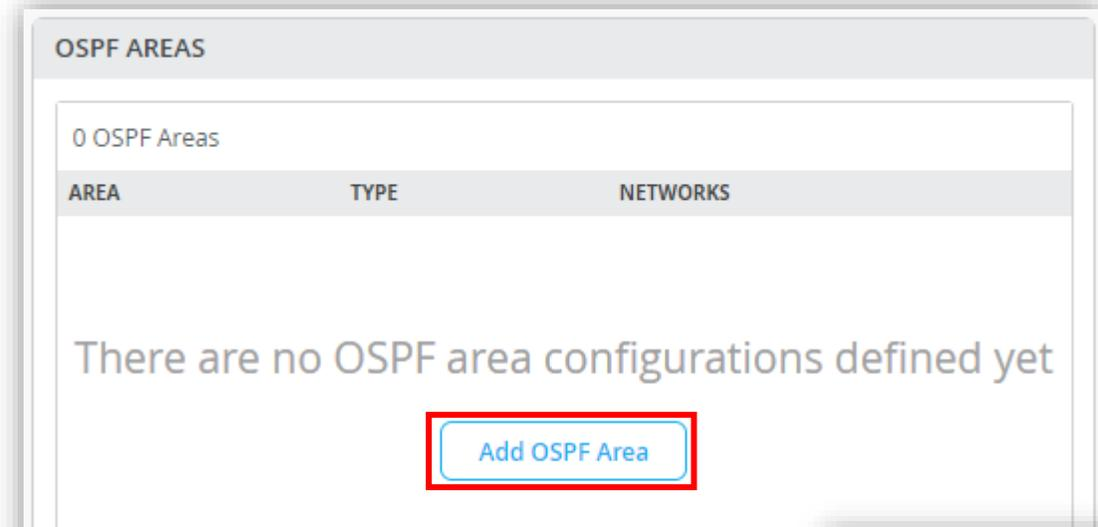 OSPF AREAS
0 OSPF Areas
AREA TYPE NETWORKS
There are no OSPF area configurations defined yet
Add OSPF Area